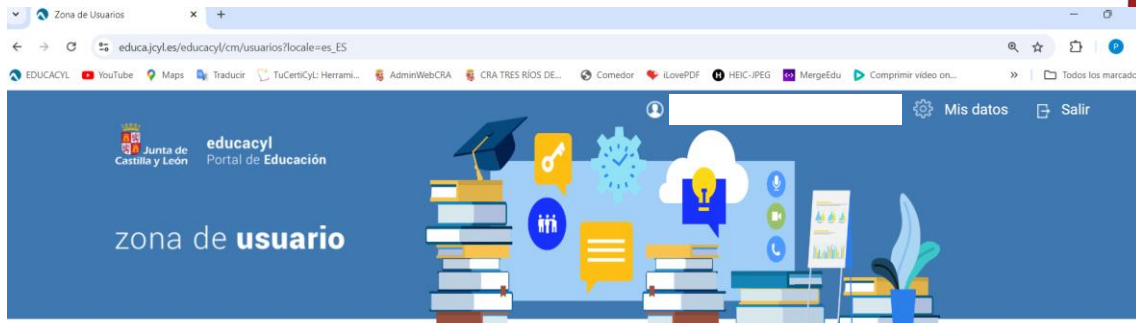 Zona de Usuarios
educa.jcyl.es/educacyl/cm/usuarios?locale=es_ES
EDUCACYL YouTube Maps Traducir TuCertiCyL: Herrami... AdminWebCRA CRA TRES RÍOS DE... Comedor iLovePDF HEIC-JPEG MergeEdu Comprimir vídeo on... » Todos los marcado
Mis datos Salir
Junta de
Castilla y León
educacyl
Portal de Educación
zona de usuario